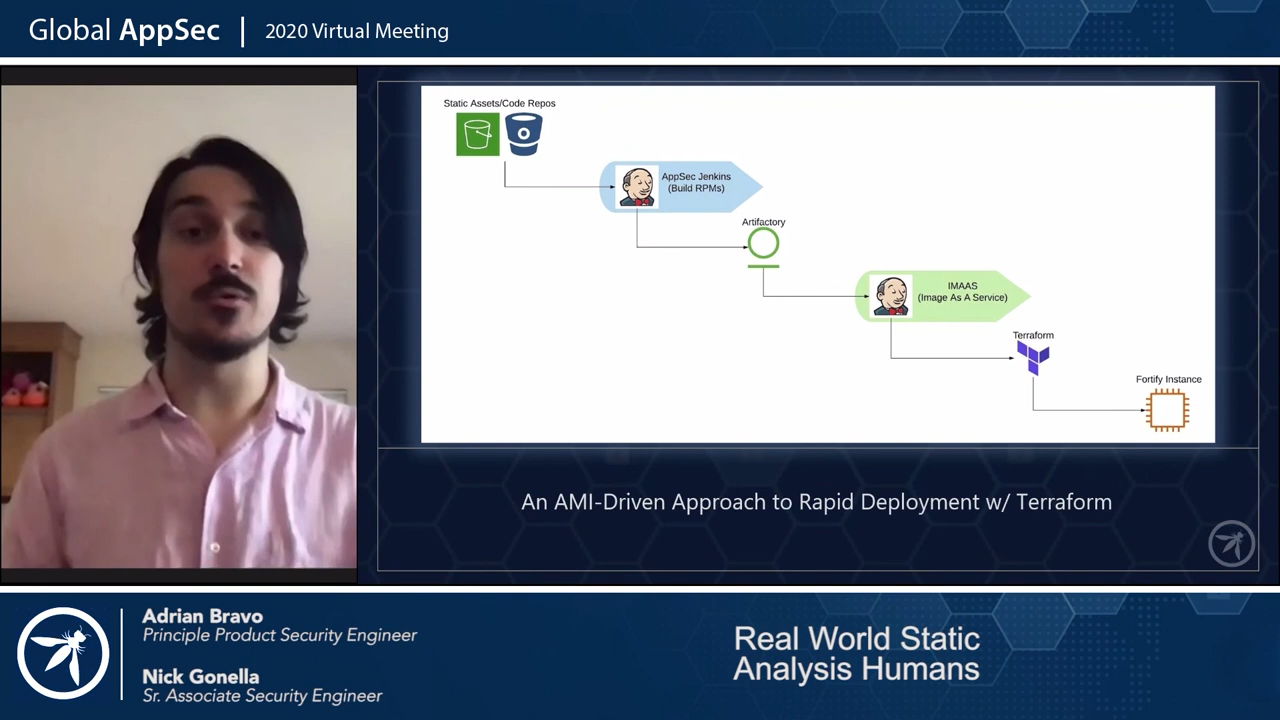 Global AppSec | 2020 Virtual Meeting
Static Assets/Code Repos
AppSec Jenkins
(Build RPMs)
Artifactory
IMAAS
(Image As A Service)
Terraform
Fortify Instance
An AMI-Driven Approach to Rapid Deployment w/ Terraform
Adrian Bravo
Principle Product Security Engineer
Nick Gonella
Sr. Associate Security Engineer
Real World Static
Analysis Humans